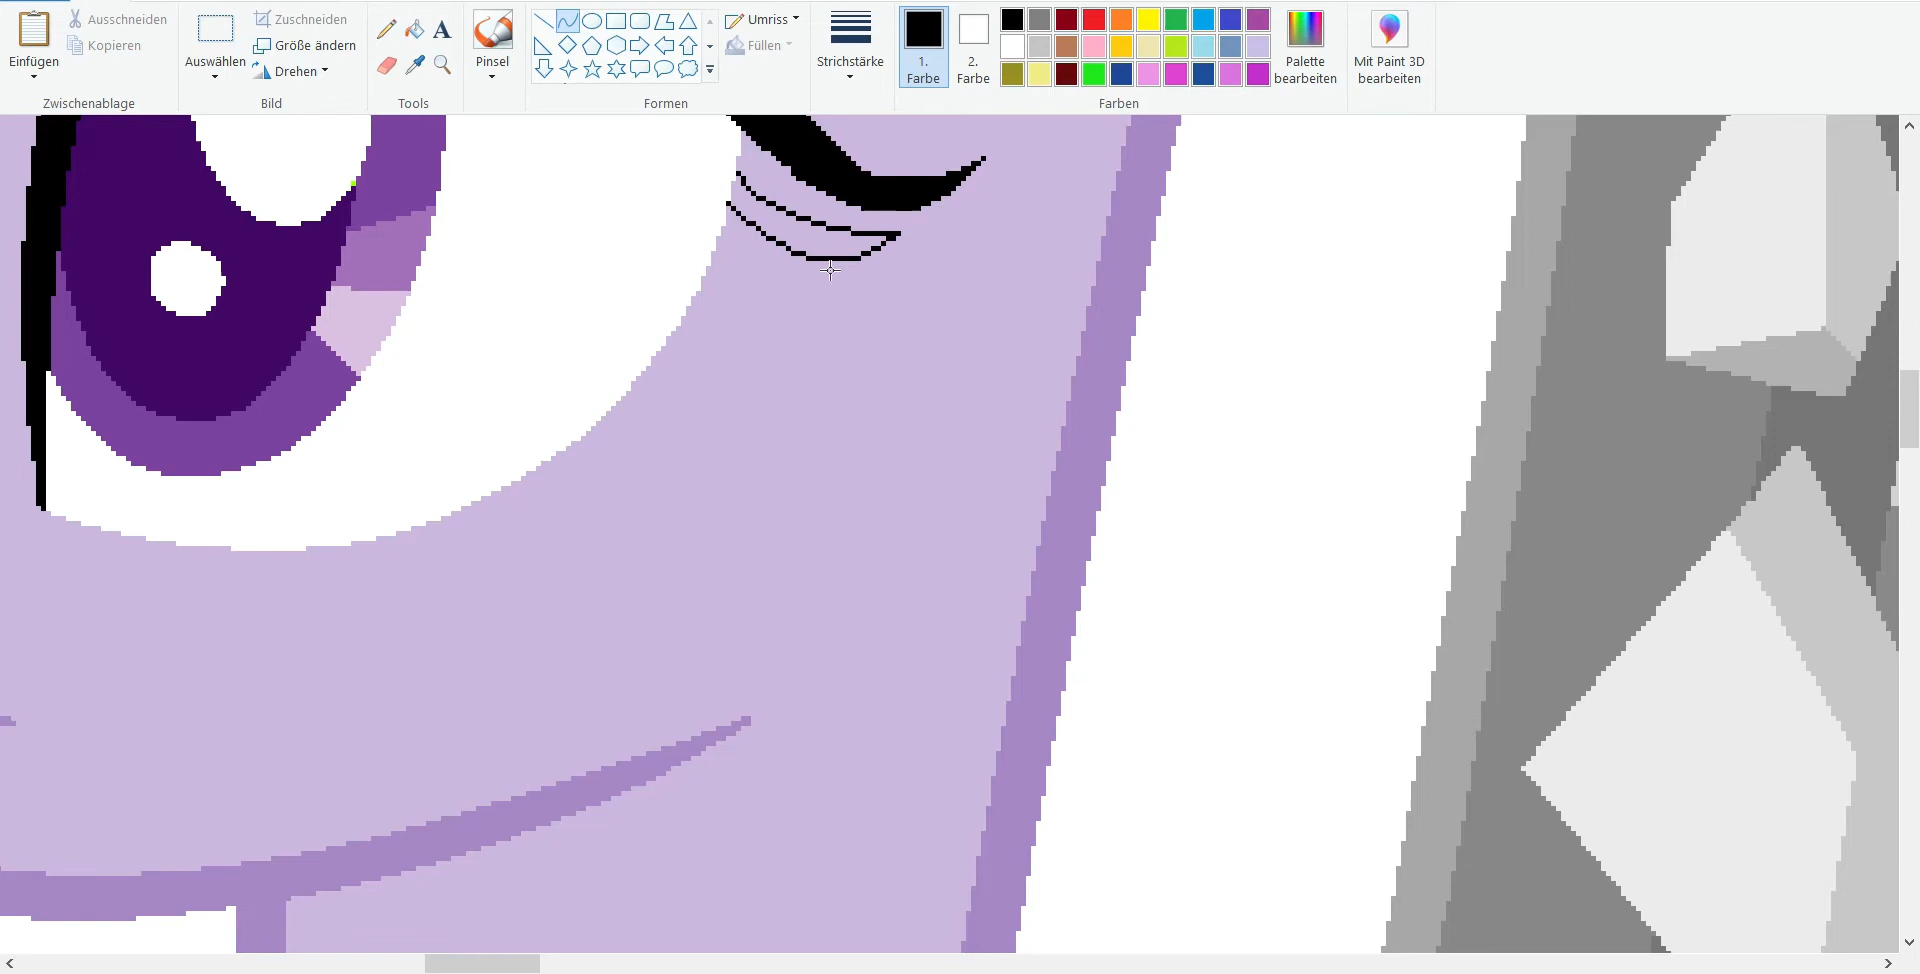 Einfügen
Ausschneiden
Kopieren
Zwischenablage
Auswählen
Zuschneiden
Größe ändern
Drehen
Bild
A
Tools
Pinsel
Umriss
Füllen
Formen
Strichstärke
1.
Farbe
2.
Farbe
Palette
bearbeiten
Farben
Mit Paint 3D
bearbeiten